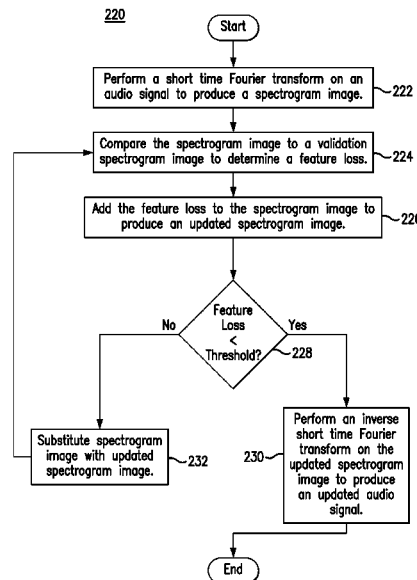 220
Start
Perform a short time Fourier transform on an
audio signal to produce a spectrogram image.
222
Compare the spectrogram image to a validation
spectrogram image to determine a feature loss.
224
Add the feature loss to the spectrogram image to
produce an updated spectrogram image.
226
Feature
Loss
<
Threshold?
228
No
Yes
Substitute spectrogram
image with updated
spectrogram image.
232
Perform an inverse
short time Fourier
transform on the
updated spectrogram
image to produce
an updated audio
signal.
230
End